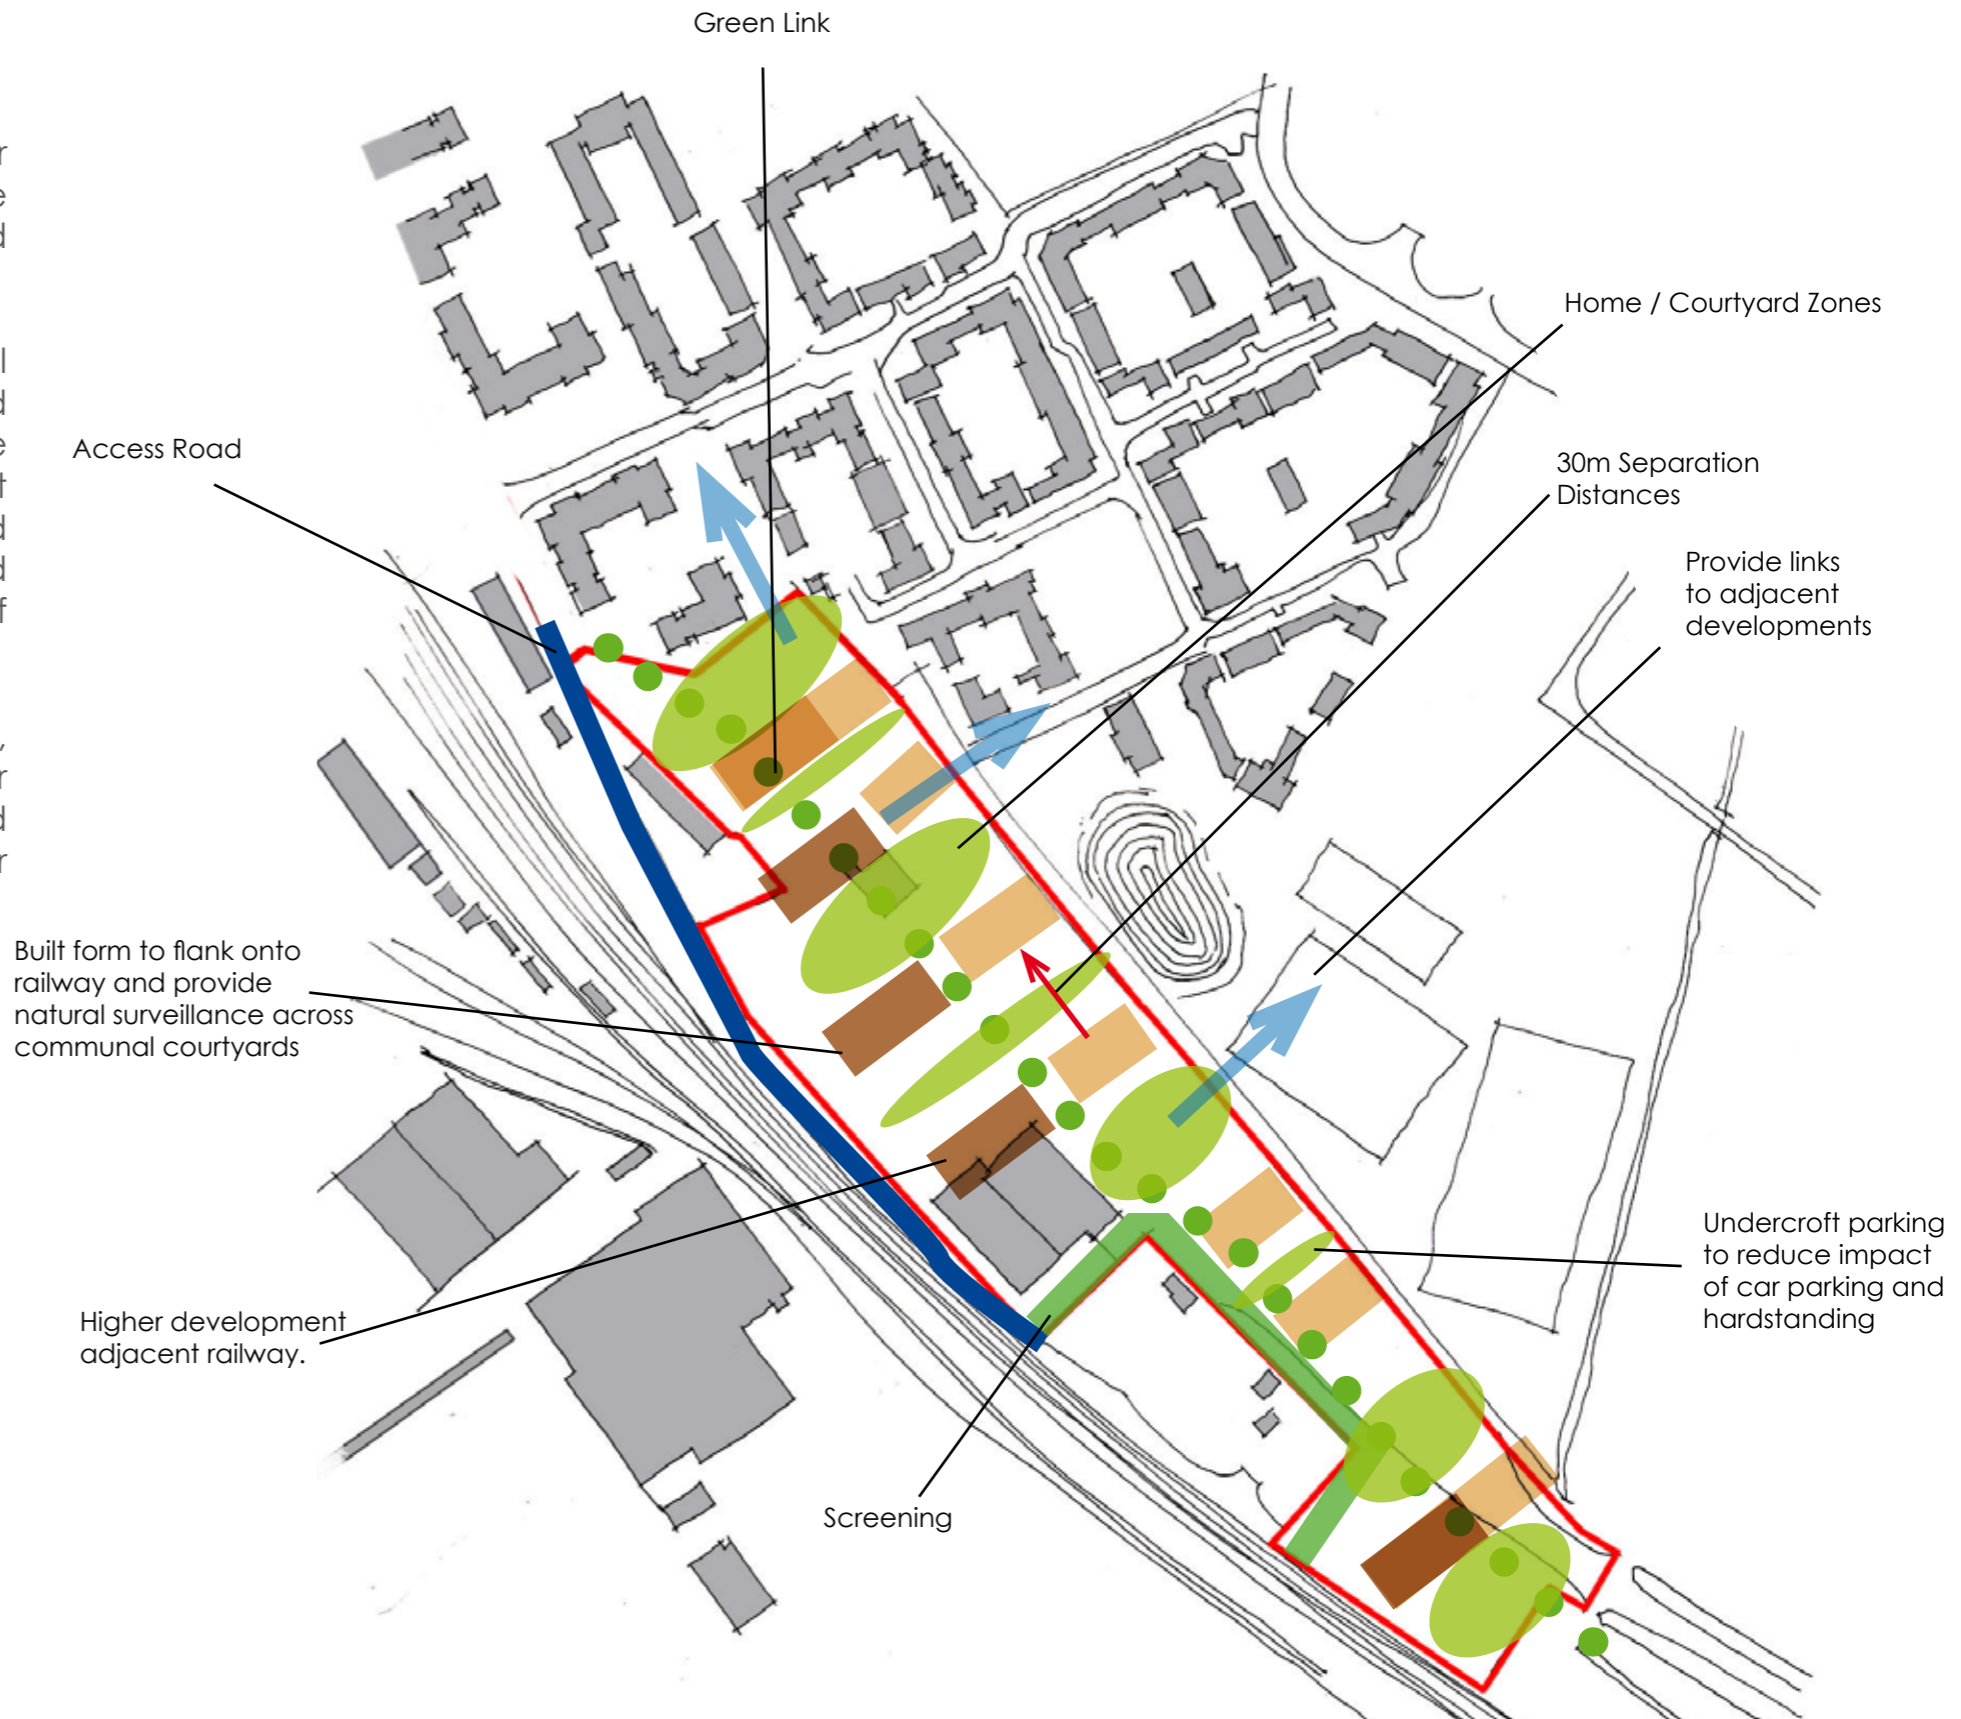 Green Link
Home / Courtyard Zones
Access Road
30m Separation
Distances
Provide links
to adjacent
developments
Built form to flank onto
railway and provide
natural surveillance across
communal courtyards
Undercroft parking
to reduce impact
of car parking and
hardstanding
Higher development
adjacent railway.
Screening